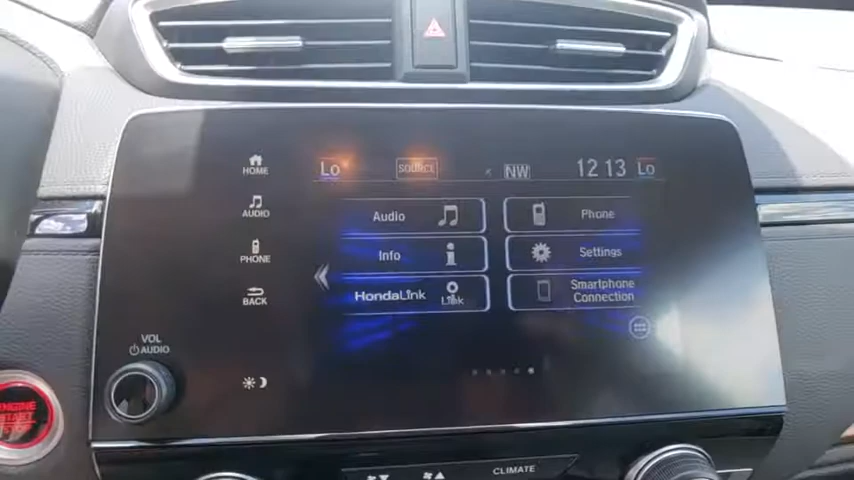 HOME
AUDIO
PHONE
BACK
VOL
AUDIO
Lo
SOURCE
NW
12 13
Lo
Audio
Phone
Info
Settings
HondaLink
Link
Smartphone
Connection
ENGINE
START
CLIMATE